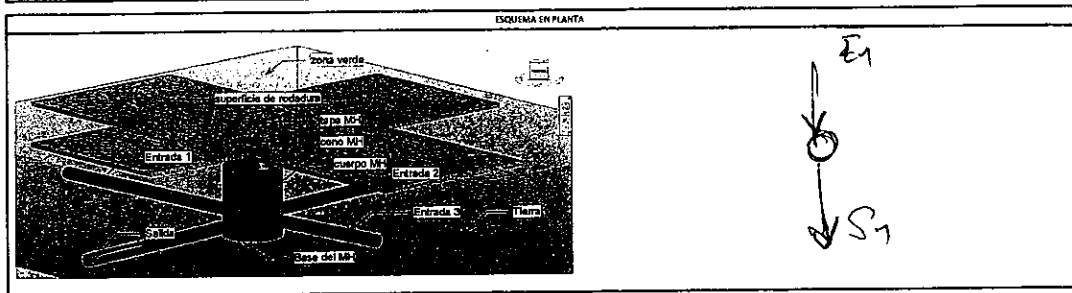 ESQUEMA EN PLANTA
zona verde
superficie de rodadura
tapa MH
cono MH
cuerpo MH
Entrada 1
Entrada 2
Entrada 3
Tierra
Salida
Base del MH
E1
S1